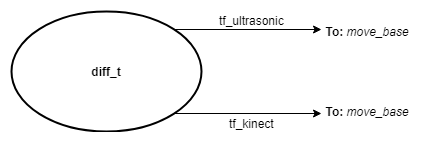 tf_ultrasonic
To: move_base
diff_t
To: move_base
tf_kinect